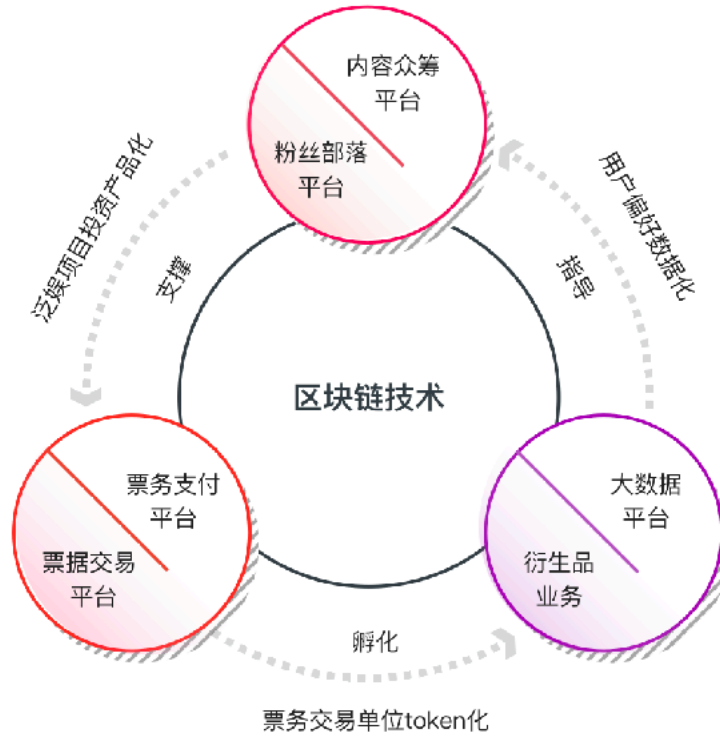 内容众筹
平台
粉丝部落
平台
泛娱项目投资产品化
支撑
用户偏好数据化
指导
区块链技术
票务支付
平台
票据交易
平台
大数据
平台
衍生品
业务
孵化
票务交易单位token化